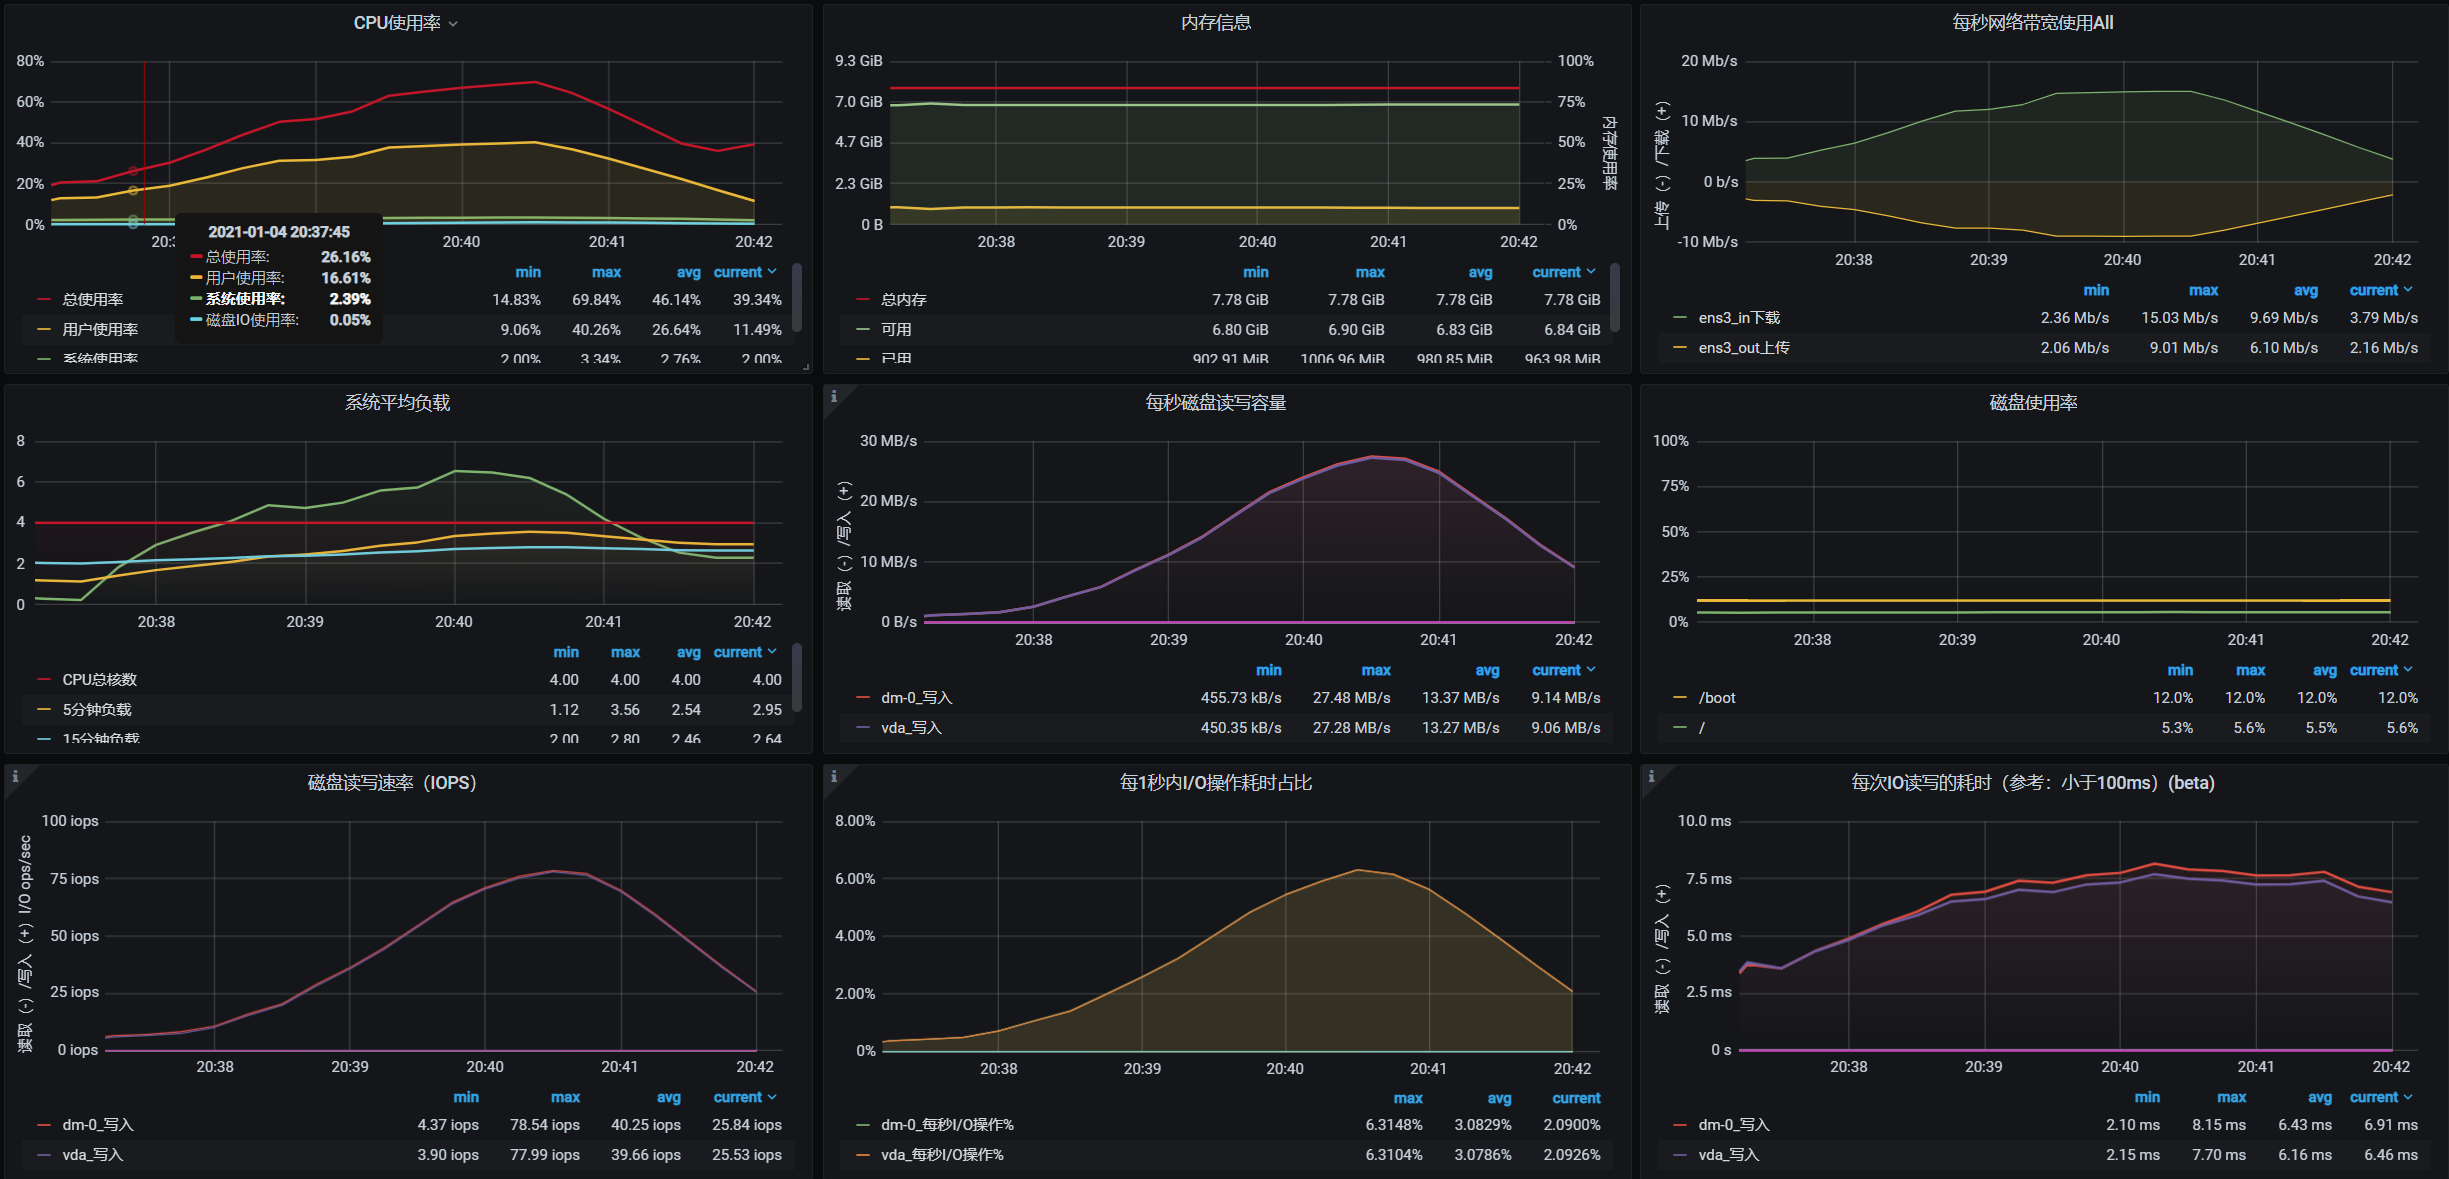 CPU使用率
80%
60%
40%
20%
0%
20:3
20:40
20:41
20:42
2021-01-04 20:37:45
总使用率: 26.16%
用户使用率: 16.61%
系统使用率: 2.39%
磁盘IO使用率: 0.05%
min max avg current
总使用率 14.83% 69.84% 46.14% 39.34%
用户使用率 9.06% 40.26% 26.64% 11.49%
系统使用率 2.00% 3.34% 2.76% 2.00%
内存信息
9.3 GiB
7.0 GiB
4.7 GiB
2.3 GiB
0 B
100%
75%
50%
25%
0%
内存使用率
20:38 20:39 20:40 20:41 20:42
min max avg current
总内存 7.78 GiB 7.78 GiB 7.78 GiB 7.78 GiB
可用 6.80 GiB 6.90 GiB 6.83 GiB 6.84 GiB
已用 902.91 MiB 1006.96 MiB 980.85 MiB 963.98 MiB
每秒网络带宽使用All
上传（-）/下载（+）
20 Mb/s
10 Mb/s
0 b/s
-10 Mb/s
20:38 20:39 20:40 20:41 20:42
min max avg current
ens3_in下载 2.36 Mb/s 15.03 Mb/s 9.69 Mb/s 3.79 Mb/s
ens3_out上传 2.06 Mb/s 9.01 Mb/s 6.10 Mb/s 2.16 Mb/s
系统平均负载
8
6
4
2
0
20:38 20:39 20:40 20:41 20:42
min max avg current
CPU总核数 4.00 4.00 4.00 4.00
5分钟负载 1.12 3.56 2.54 2.95
15分钟负载 2.00 2.80 2.46 2.64
i
每秒磁盘读写容量
读取（-）/写入（+）
30 MB/s
20 MB/s
10 MB/s
0 B/s
20:38 20:39 20:40 20:41 20:42
min max avg current
dm-0_写入 455.73 kB/s 27.48 MB/s 13.37 MB/s 9.14 MB/s
vda_写入 450.35 kB/s 27.28 MB/s 13.27 MB/s 9.06 MB/s
磁盘使用率
100%
75%
50%
25%
0%
20:38 20:39 20:40 20:41 20:42
min max avg current
/boot 12.0% 12.0% 12.0% 12.0%
/ 5.3% 5.6% 5.5% 5.6%
i
磁盘读写速率（IOPS）
读取（-）/写入（+）I/O ops/sec
100 iops
75 iops
50 iops
25 iops
0 iops
20:38 20:39 20:40 20:41 20:42
min max avg current
dm-0_写入 4.37 iops 78.54 iops 40.25 iops 25.84 iops
vda_写入 3.90 iops 77.99 iops 39.66 iops 25.53 iops
i
每1秒内I/O操作耗时占比
8.00%
6.00%
4.00%
2.00%
0%
20:38 20:39 20:40 20:41 20:42
max avg current
dm-0_每秒I/O操作% 6.3148% 3.0829% 2.0900%
vda_每秒I/O操作% 6.3104% 3.0786% 2.0926%
i
每次IO读写的耗时（参考：小于100ms）(beta)
读取（-）/写入（+）
10.0 ms
7.5 ms
5.0 ms
2.5 ms
0 s
20:38 20:39 20:40 20:41 20:42
min max avg current
dm-0_写入 2.10 ms 8.15 ms 6.43 ms 6.91 ms
vda_写入 2.15 ms 7.70 ms 6.16 ms 6.46 ms